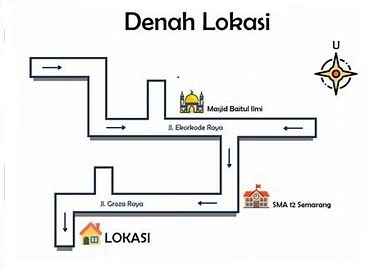 Denah Lokasi
U
Masjid Baitul Ilmi
Jl. Ekorkode Raya
Jl. Groza Raya
SMA 12 Semarang
LOKASI